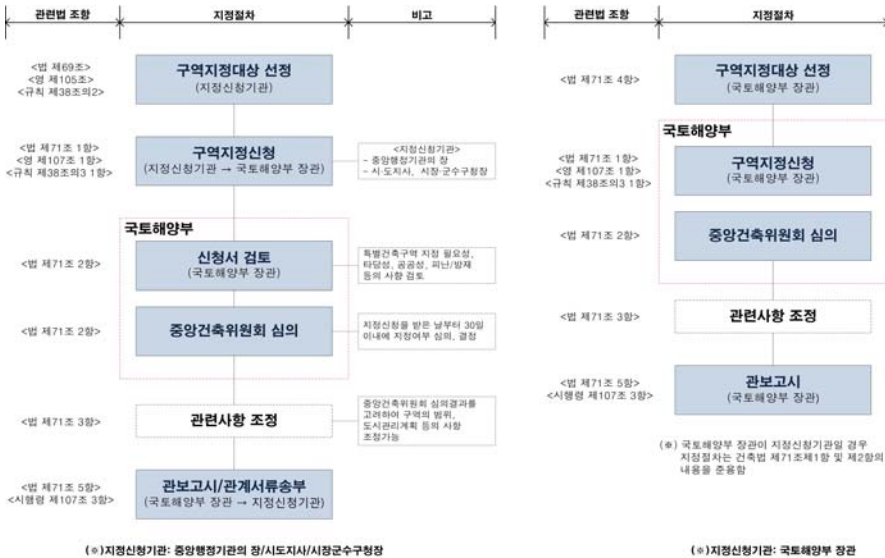 관련법 조항
지정절차
비고
<법 제69조>
<영 제105조>
<규칙 제38조의2>
구역지정대상 선정
(지정신청기관)
<법 제71조 1항>
<영 제107조 1항>
<규칙 제38조의3 1항>
구역지정신청
(지정신청기관 → 국토해양부 장관)
<지정신청기관>
- 중앙행정기관의 장
- 시·도지사, 시장·군수구청장
국토해양부
<법 제71조 2항>
신청서 검토
(국토해양부 장관)
특별건축구역 지정 필요성,
타당성, 공공성, 피난/방재
등의 사항 검토
<법 제71조 2항>
중앙건축위원회 심의
지정신청을 받은 날부터 30일
이내에 지정여부 심의, 결정
<법 제71조 3항>
관련사항 조정
중앙건축위원회 심의결과를
고려하여 구역의 범위,
도시관리계획 등의 사항
조정가능
<법 제71조 5항>
<시행령 제107조 3항>
관보고시/관계서류송부
(국토해양부 장관 → 지정신청기관)
(※)지정신청기관: 중앙행정기관의 장/시도지사/시장군수구청장
관련법 조항
지정절차
<법 제71조 4항>
구역지정대상 선정
(국토해양부 장관)
국토해양부
<법 제71조 1항>
<영 제107조 1항>
<규칙 제38조의3 1항>
구역지정신청
(국토해양부 장관)
<법 제71조 2항>
중앙건축위원회 심의
<법 제71조 3항>
관련사항 조정
<법 제71조 5항>
<시행령 제107조 3항>
관보고시
(국토해양부 장관)
(※) 국토해양부 장관이 지정신청기관일 경우
지정절차는 건축법 제71조제1항 및 제2항의
내용을 준용함
(※)지정신청기관: 국토해양부 장관